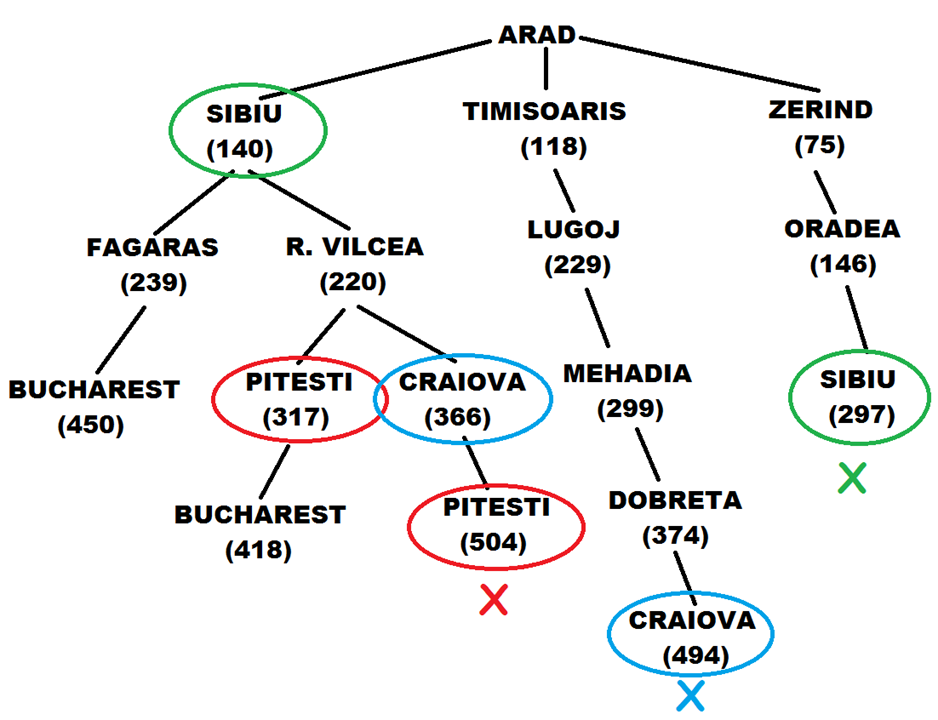 ARAD
SIBIU
(140)
TIMISOARIS
(118)
ZERIND
(75)
FAGARAS
(239)
R. VILCEA
(220)
LUGOJ
(229)
ORADEA
(146)
BUCHAREST
(450)
PITESTI
(317)
CRAIOVA
(366)
MEHADIA
(299)
SIBIU
(297)
BUCHAREST
(418)
PITESTI
(504)
DOBRETA
(374)
CRAIOVA
(494)